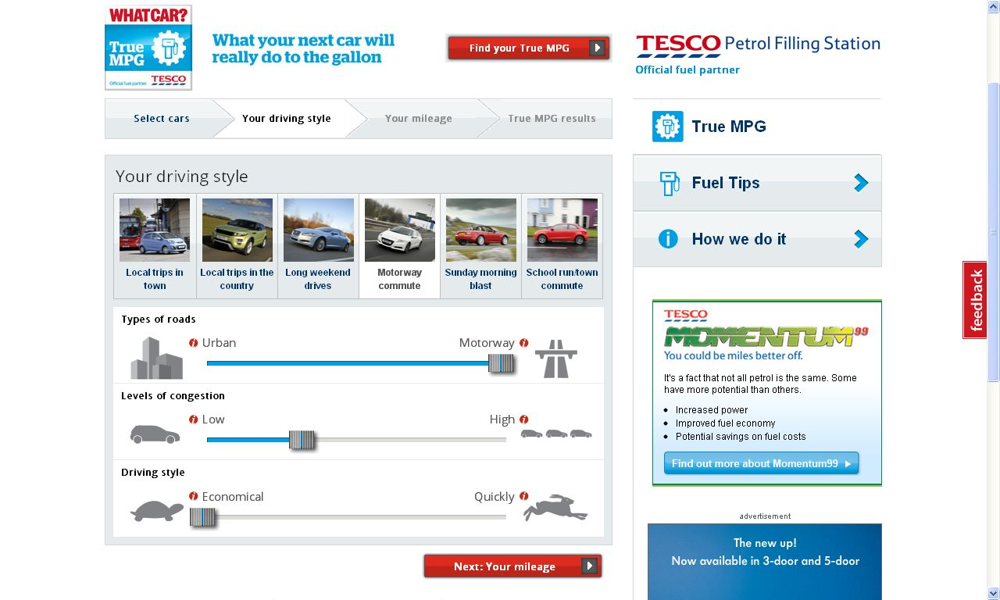 WHATCAR?
True
MPG
Official fuel partner TESCO
What your next car will
really do to the gallon
Find your True MPG
TESCO Petrol Filling Station
Official fuel partner
Select cars
Your driving style
Your mileage
True MPG results
Your driving style
Local trips in
town
Local trips in the
country
Long weekend
drives
Motorway
commute
Sunday morning
blast
School run/town
commute
Types of roads
i Urban
Motorway i
Levels of congestion
i Low
High i
Driving style
i Economical
Quickly i
Next: Your mileage
True MPG
Fuel Tips
i How we do it
feedback
TESCO
MOMENTUM99
You could be miles better off.
It's a fact that not all petrol is the same. Some
have more potential than others.
• Increased power
• Improved fuel economy
• Potential savings on fuel costs
Find out more about Momentum99
advertisement
The new up!
Now available in 3-door and 5-door